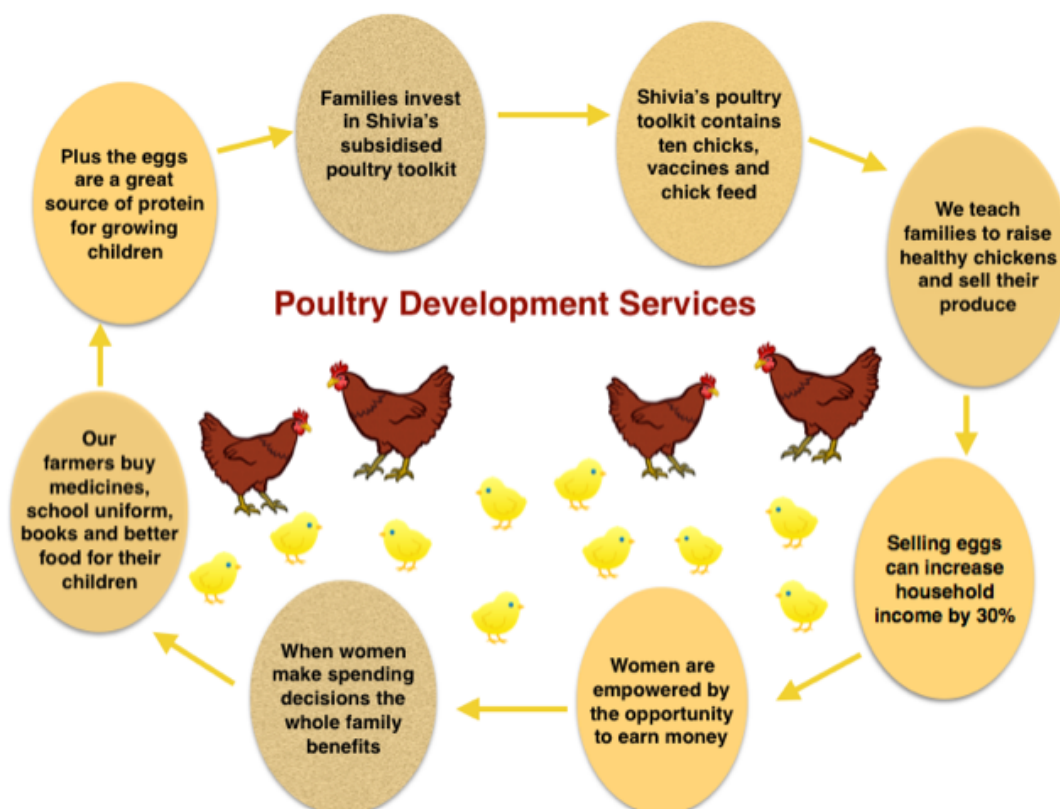 Families invest
in Shivia's
subsidised
poultry toolkit
Shivia's poultry
toolkit contains
ten chicks,
vaccines and
chick feed
We teach
families to raise
healthy chickens
and sell their
produce
Selling eggs
can increase
household
income by 30%
Women are
empowered by
the opportunity
to earn money
When women
make spending
decisions the
whole family
benefits
Our
farmers buy
medicines,
school uniform,
books and better
food for their
children
Plus the eggs
are a great
source of protein
for growing
children
Poultry Development Services